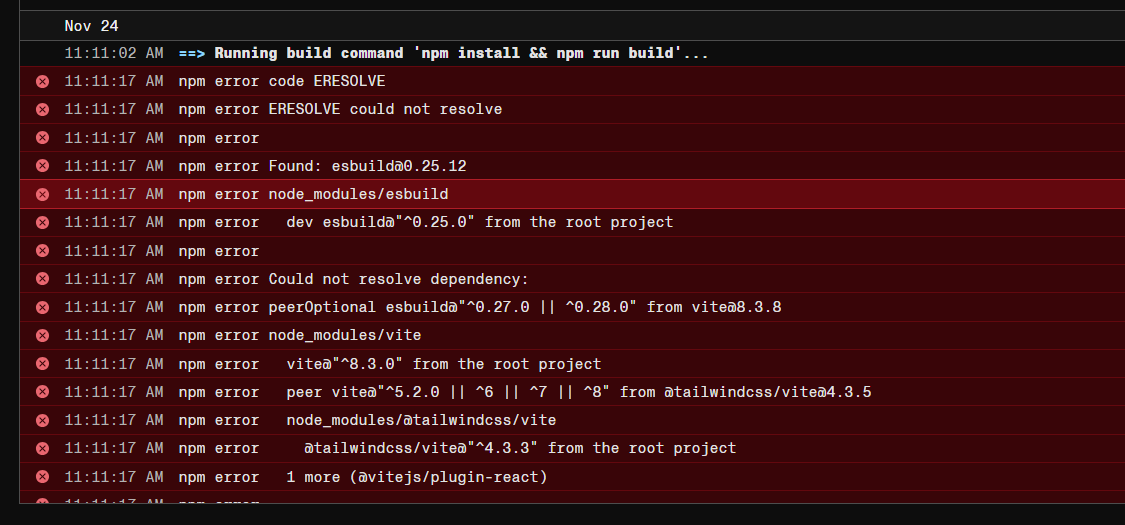 Nov 24
11:11:02 AM ==> Running build command 'npm install && npm run build'...
11:11:17 AM npm error code ERESOLVE
11:11:17 AM npm error ERESOLVE could not resolve
11:11:17 AM npm error
11:11:17 AM npm error Found: esbuild@0.25.12
11:11:17 AM npm error node_modules/esbuild
11:11:17 AM npm error   dev esbuild@"^0.25.0" from the root project
11:11:17 AM npm error
11:11:17 AM npm error Could not resolve dependency:
11:11:17 AM npm error peerOptional esbuild@"^0.27.0 || ^0.28.0" from vite@8.3.8
11:11:17 AM npm error node_modules/vite
11:11:17 AM npm error   vite@"^8.3.0" from the root project
11:11:17 AM npm error   peer vite@"^5.2.0 || ^6 || ^7 || ^8" from @tailwindcss/vite@4.3.5
11:11:17 AM npm error   node_modules/@tailwindcss/vite
11:11:17 AM npm error     @tailwindcss/vite@"^4.3.3" from the root project
11:11:17 AM npm error   1 more (@vitejs/plugin-react)
11:11:17 AM npm error